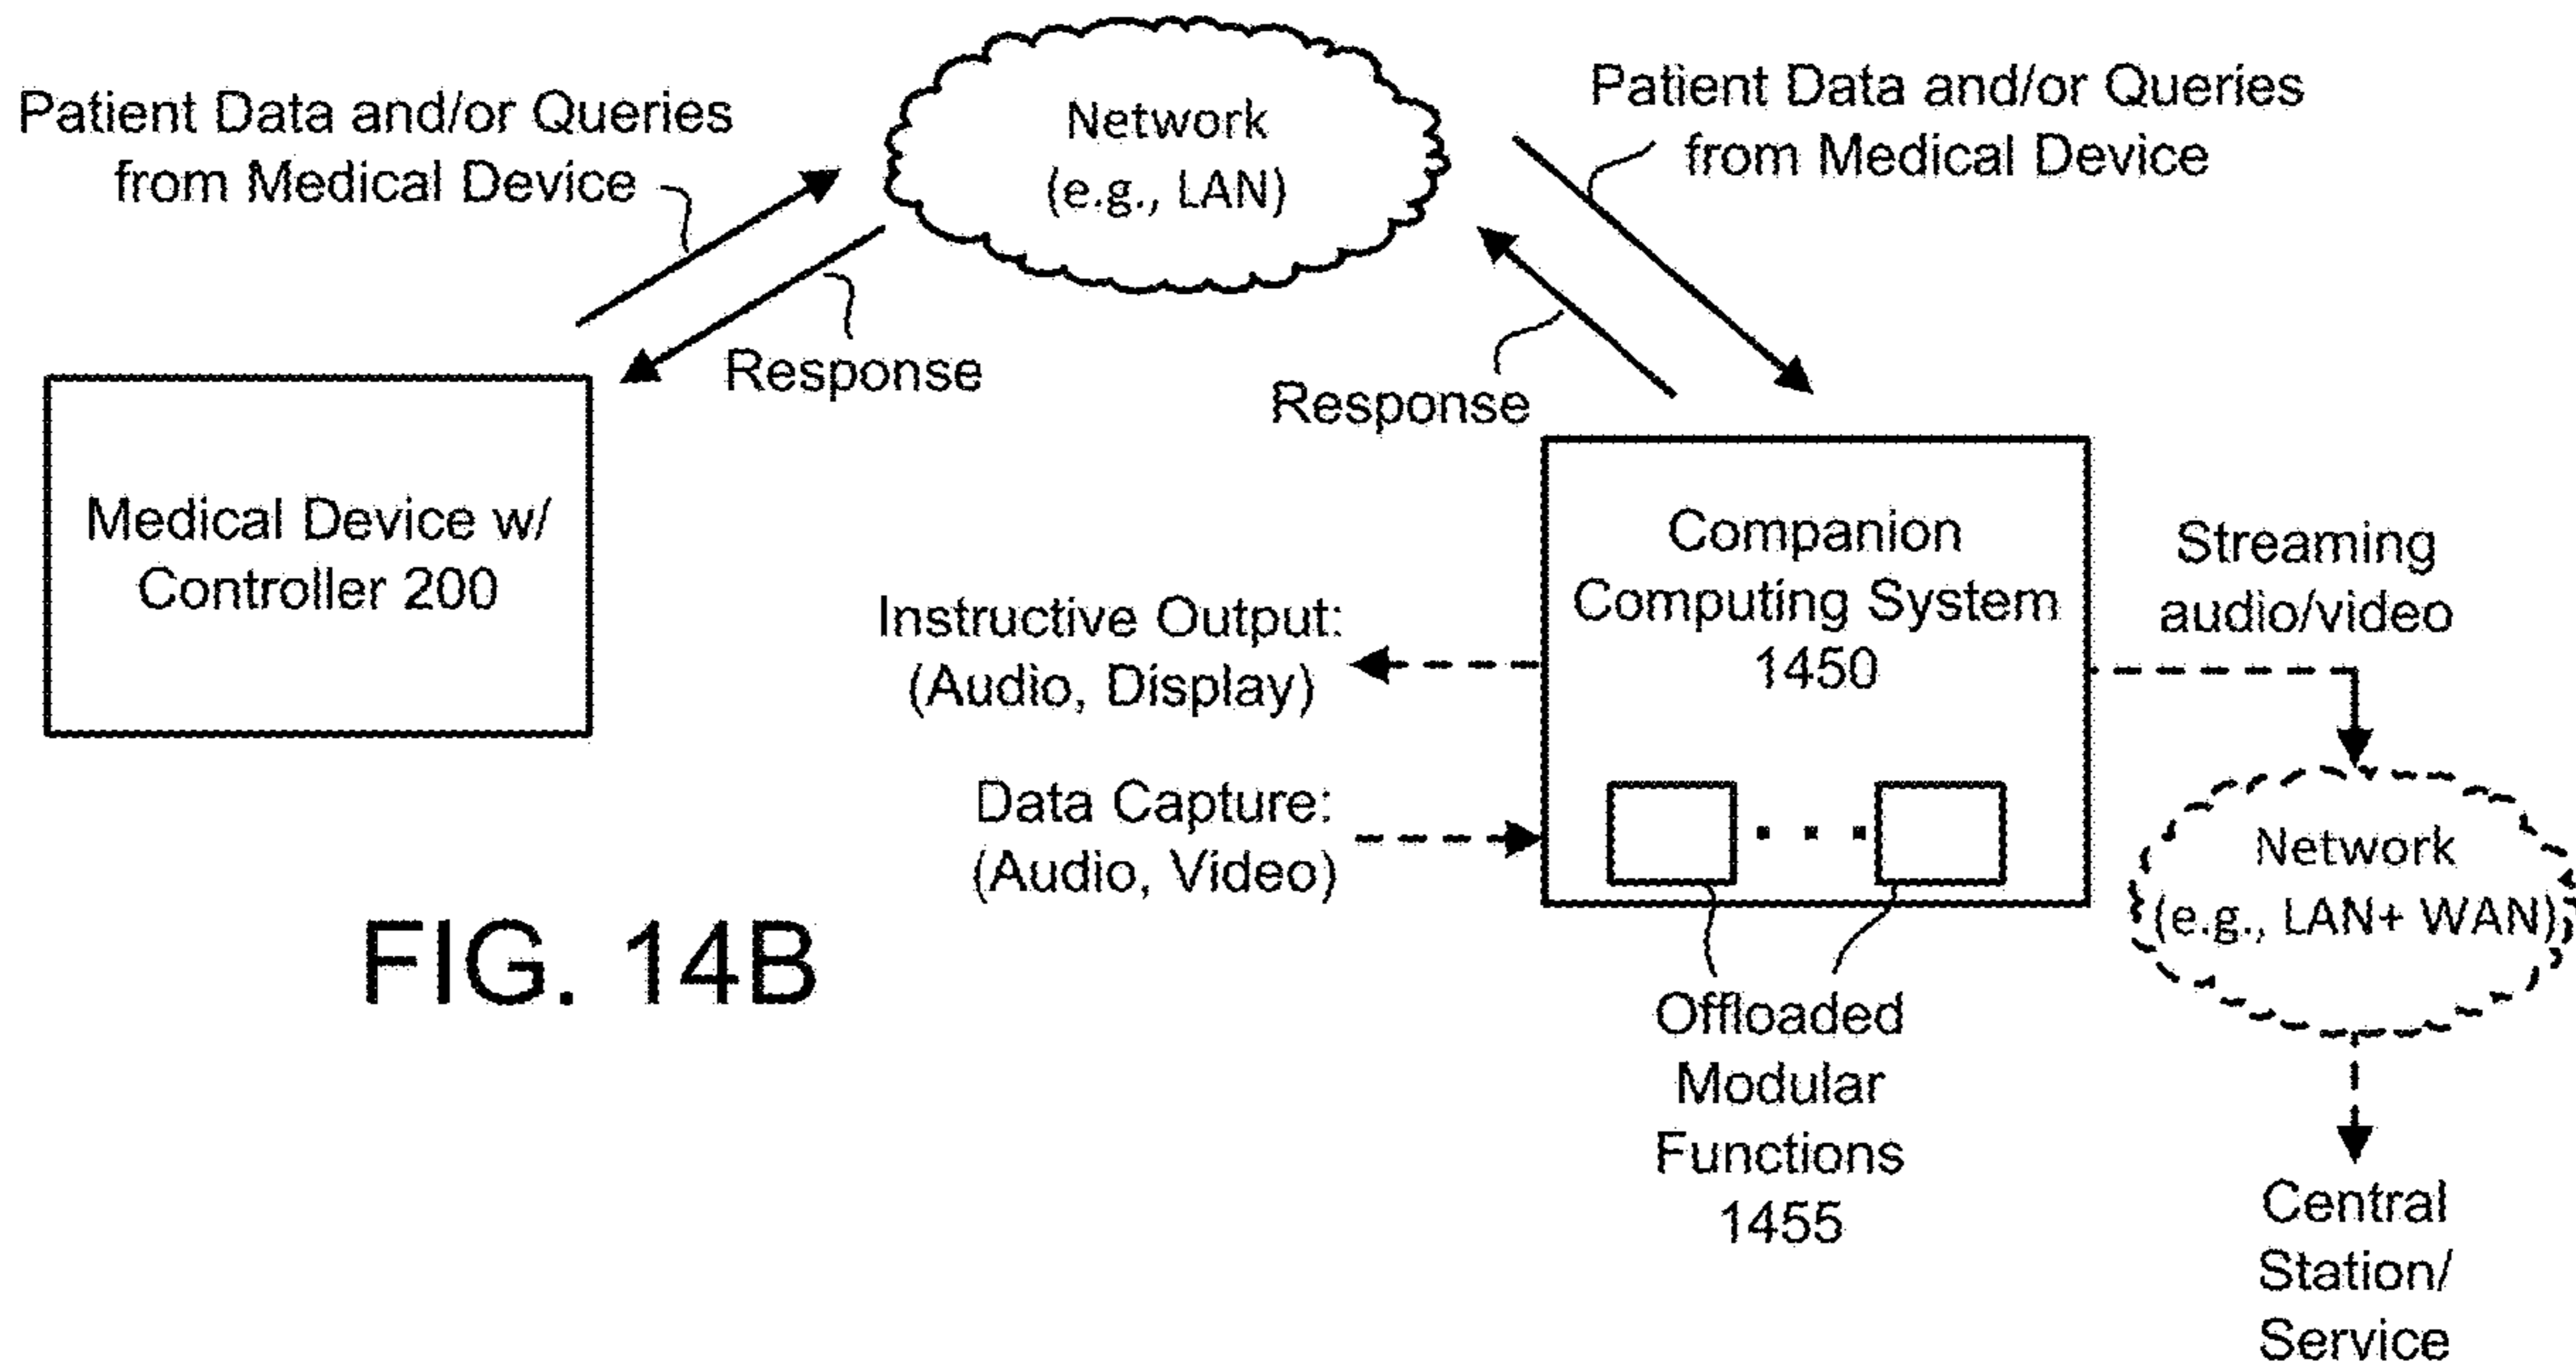 Patient Data and/or Queries
from Medical Device
Network
(e.g., LAN)
Patient Data and/or Queries
from Medical Device
Response
Response
Medical Device w/
Controller 200
Companion
Computing System
1450
Instructive Output:
(Audio, Display)
Data Capture:
(Audio, Video)
Streaming
audio/video
Network
(e.g., LAN+ WAN)
Offloaded
Modular
Functions
1455
Central
Station/
Service
FIG. 14B